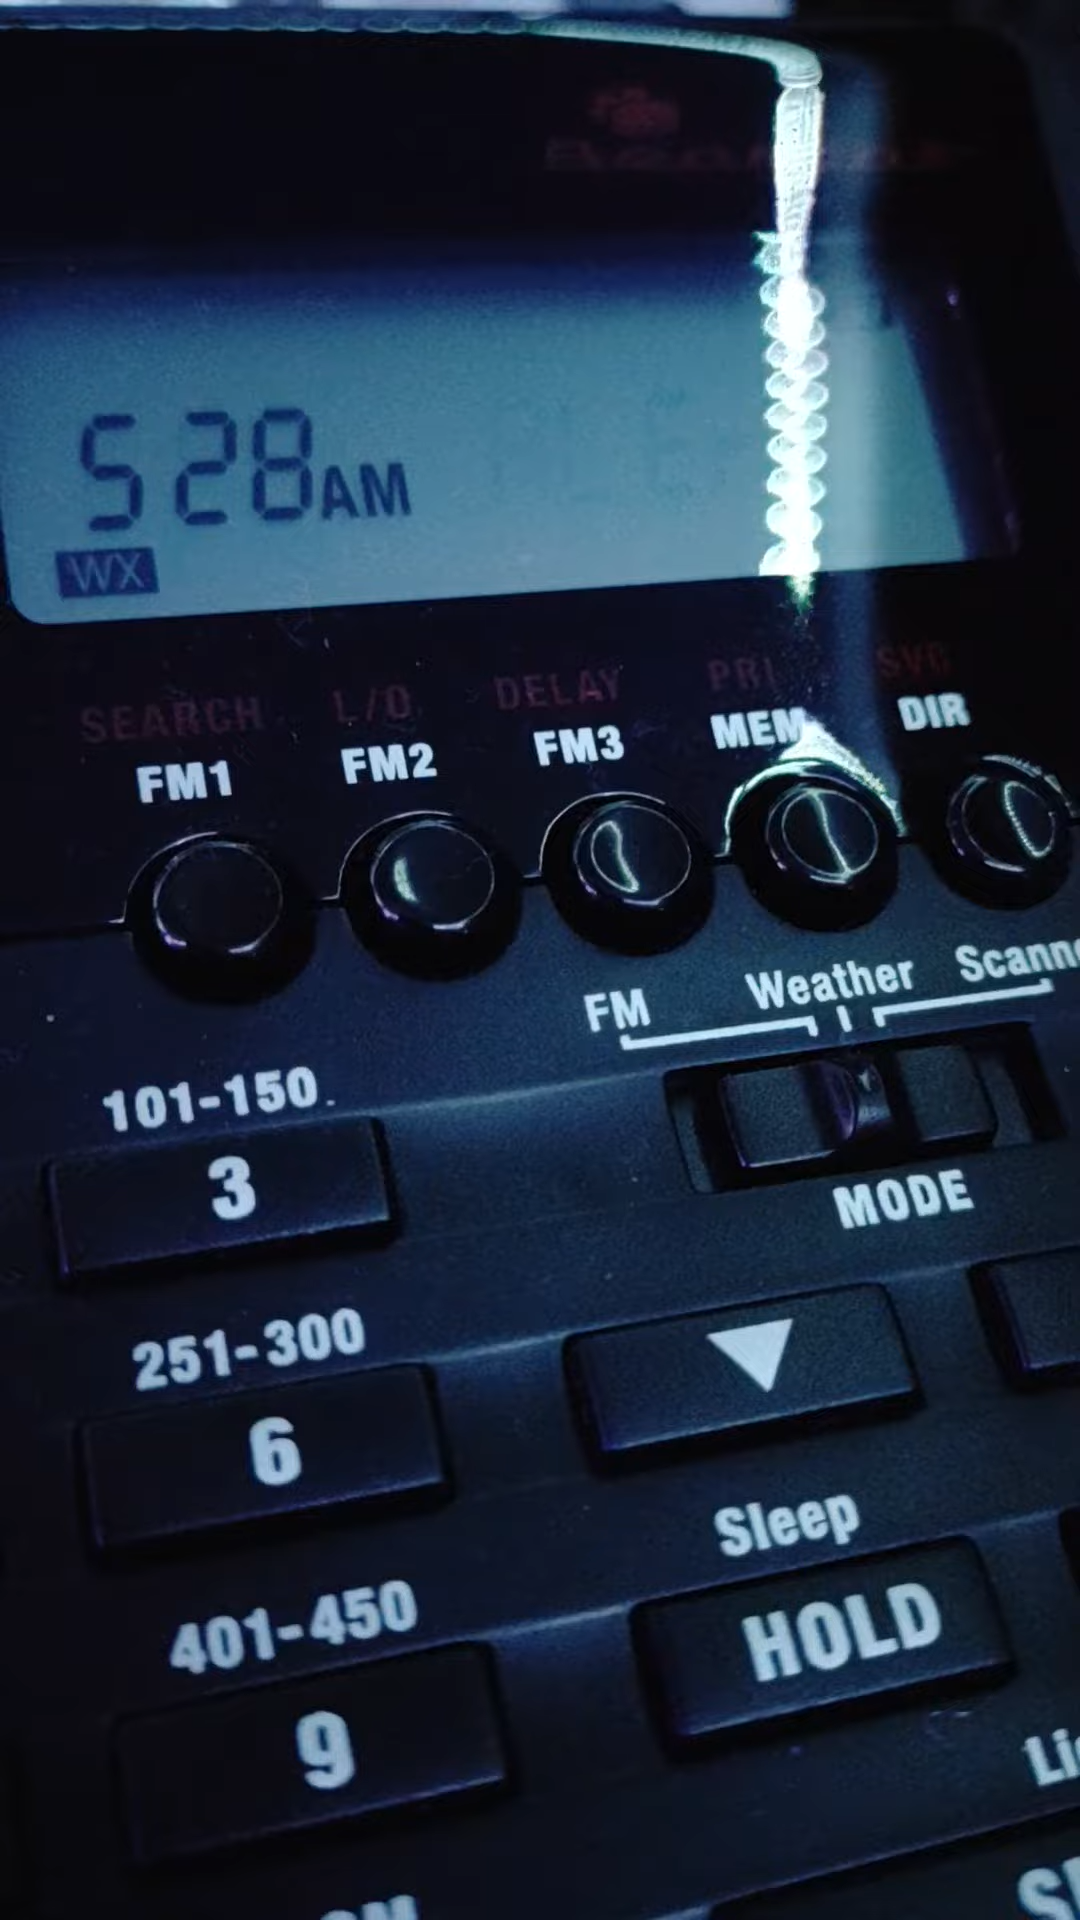 528AM
WX
SEARCH L/O DELAY PRI SVC
FM1 FM2 FM3 MEM DIR
FM Weather Scanne
101-150
3
MODE
251-300
6
Sleep
401-450
HOLD
9